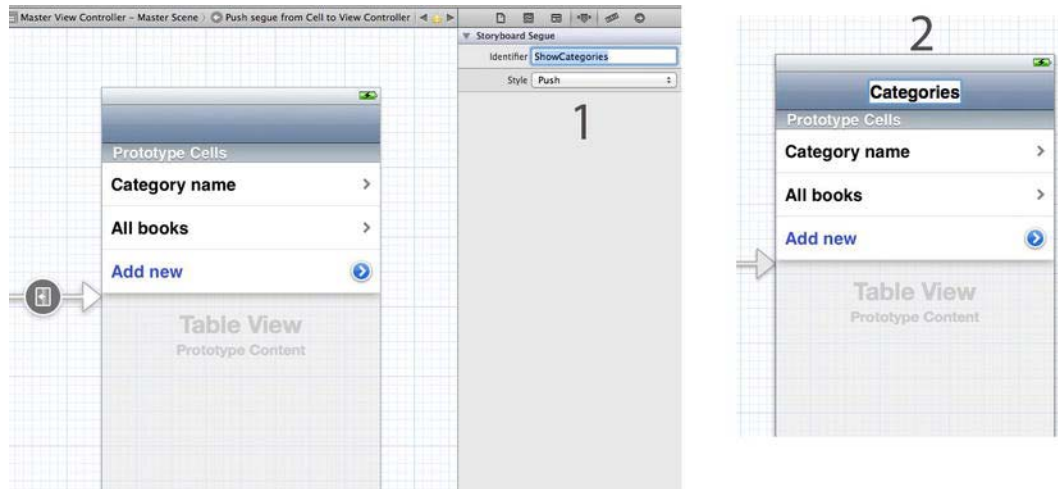 Master View Controller – Master Scene
Push segue from Cell to View Controller
Storyboard Segue
Identifier ShowCategories
Style Push
1
Prototype Cells
Category name
All books
Add new
Table View
Prototype Content
2
Categories
Prototype Cells
Category name
All books
Add new
Table View
Prototype Content